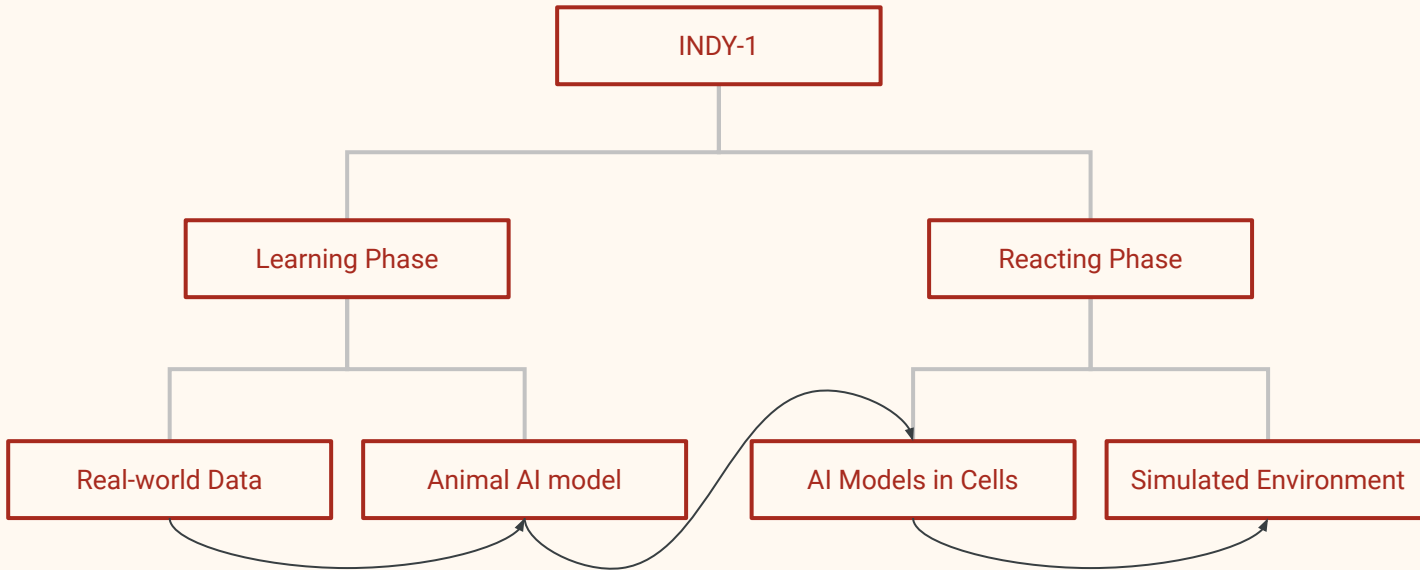 INDY-1
Learning Phase
Reacting Phase
Real-world Data
Animal AI model
AI Models in Cells
Simulated Environment